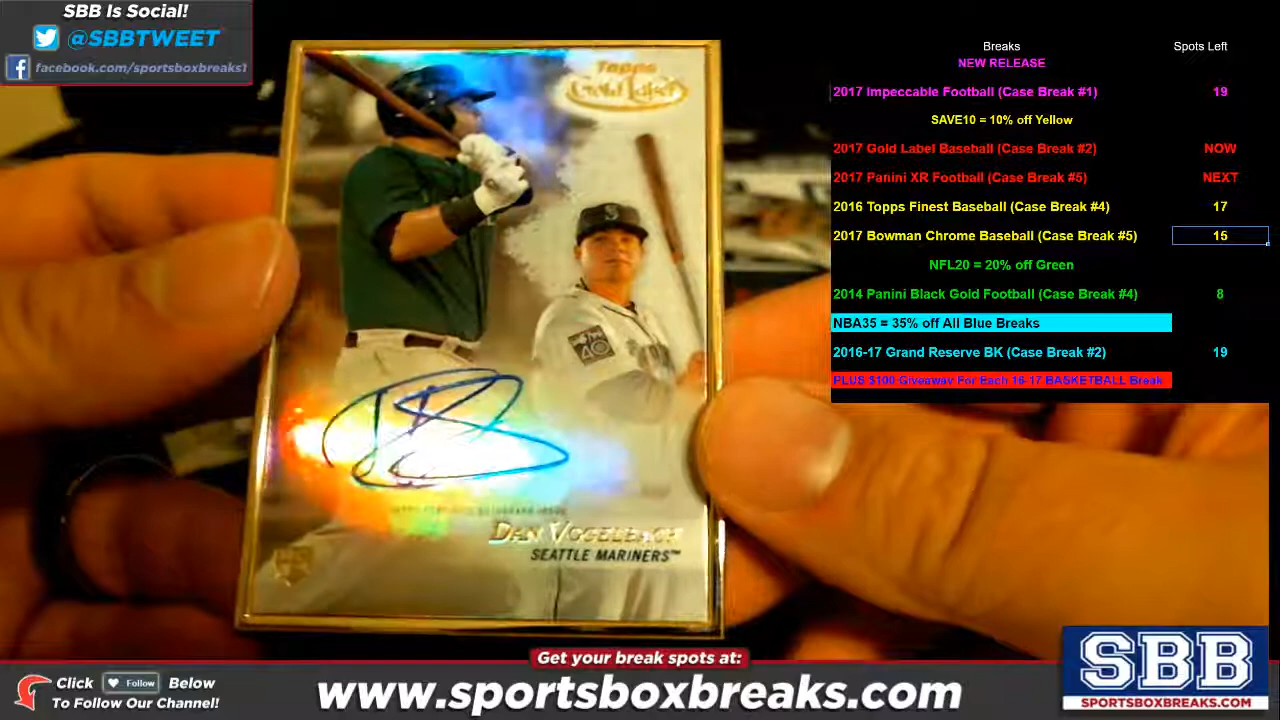 SBB Is Social!
@SBBTWEET
facebook.com/sportsboxbreaks1
Breaks Spots Left
NEW RELEASE
2017 Impeccable Football (Case Break #1) 19
SAVE10 = 10% off Yellow
2017 Gold Label Baseball (Case Break #2) NOW
2017 Panini XR Football (Case Break #5) NEXT
2016 Topps Finest Baseball (Case Break #4) 17
2017 Bowman Chrome Baseball (Case Break #5) 15
NFL20 = 20% off Green
2014 Panini Black Gold Football (Case Break #4) 8
NBA35 = 35% off All Blue Breaks
2016-17 Grand Reserve BK (Case Break #2) 19
PLUS $100 Giveaway For Each 16-17 BASKETBALL Break
Topps
Gold Label
S
40
DAN VOGELBACH
SEATTLE MARINERS™
RC
Get your break spots at:
Click Follow Below
To Follow Our Channel!
www.sportsboxbreaks.com
SBB
SPORTSBOXBREAKS.COM